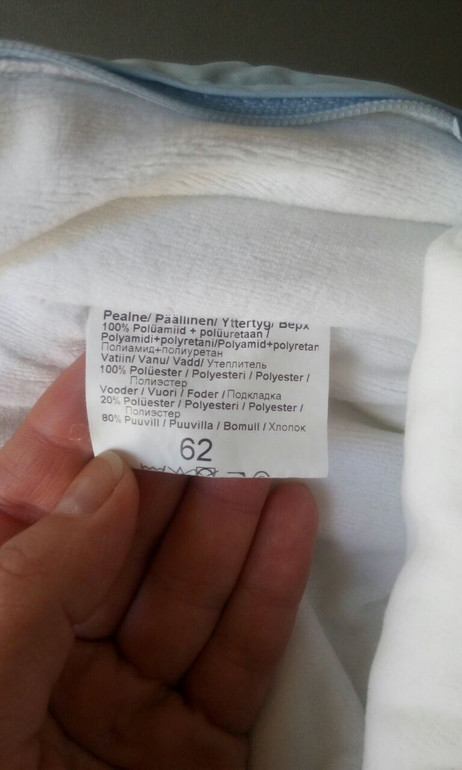 Pealne/ Päällinen/ Yttertyg/ Верх
100% Polüamiid + polüuretaan /
Polyamidi+polyretani/Polyamid+polyretan
Полиамид+полиуретан
Vatiin/ Vanu/ Vadd/ Утеплитель
100% Polüester / Polyesteri / Polyester /
Полиэстер
Vooder / Vuori / Foder / Подкладка
20% Polüester / Polyesteri / Polyester /
Полиэстер
80% Puuvill / Puuvilla / Bomull / Хлопок
62